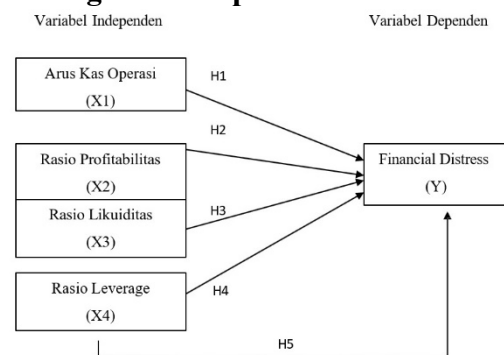 Variabel Independen
Variabel Dependen
Arus Kas Operasi
(X1)
H1
H2
Rasio Profitabilitas
(X2)
Financial Distress
(Y)
Rasio Likuiditas
(X3)
H3
Rasio Leverage
(X4)
H4
H5